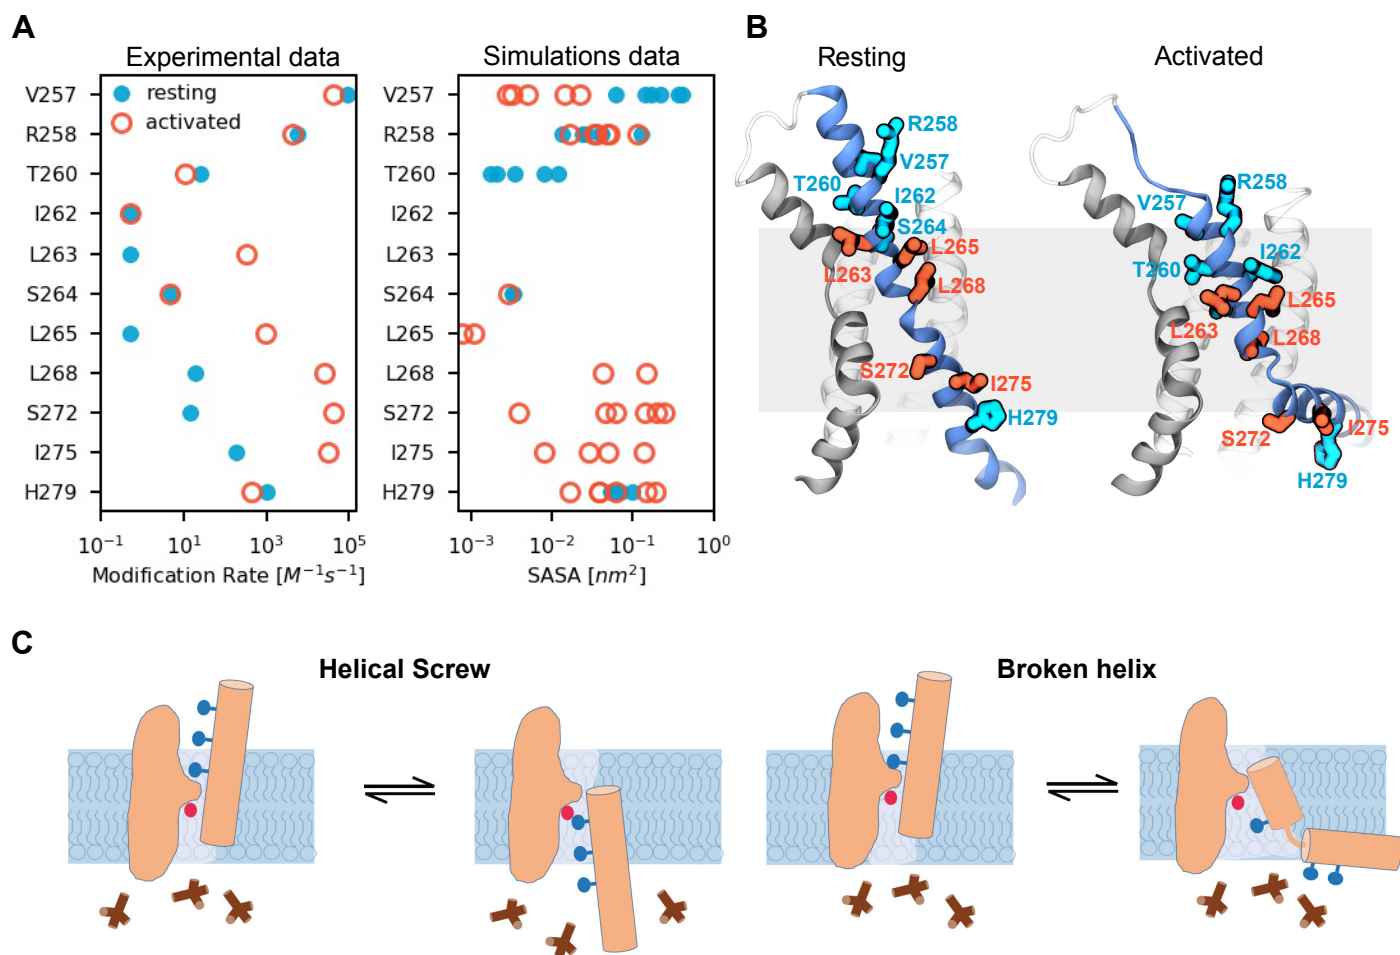 A
B
Experimental data
Simulations data
Resting
Activated
resting
activated
V257
R258
T260
I262
L263
S264
L265
L268
S272
I275
H279
10⁻¹ 10¹ 10³ 10⁵
Modification Rate [M⁻¹s⁻¹]
V257
R258
T260
I262
L263
S264
L265
L268
S272
I275
H279
10⁻³ 10⁻² 10⁻¹ 10⁰
SASA [nm²]
R258
V257
T260
I262
S264
L265
L263
L268
S272
I275
H279
R258
V257
I262
T260
L265
L263
L268
S272
I275
H279
C
Helical Screw
Broken helix